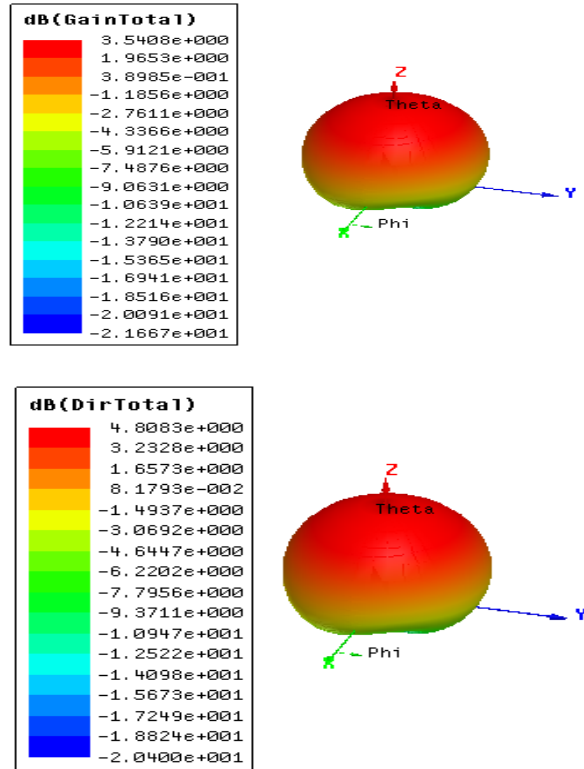 dB(GainTotal)
3.5408e+000
1.9653e+000
3.8985e-001
-1.1856e+000
-2.7611e+000
-4.3366e+000
-5.9121e+000
-7.4876e+000
-9.0631e+000
-1.0639e+001
-1.2214e+001
-1.3790e+001
-1.5365e+001
-1.6941e+001
-1.8516e+001
-2.0091e+001
-2.1667e+001
Z
Theta
Y
X
Phi
dB(DirTotal)
4.8083e+000
3.2328e+000
1.6573e+000
8.1793e-002
-1.4937e+000
-3.0692e+000
-4.6447e+000
-6.2202e+000
-7.7956e+000
-9.3711e+000
-1.0947e+001
-1.2522e+001
-1.4098e+001
-1.5673e+001
-1.7249e+001
-1.8824e+001
-2.0400e+001
Z
Theta
Y
X
Phi